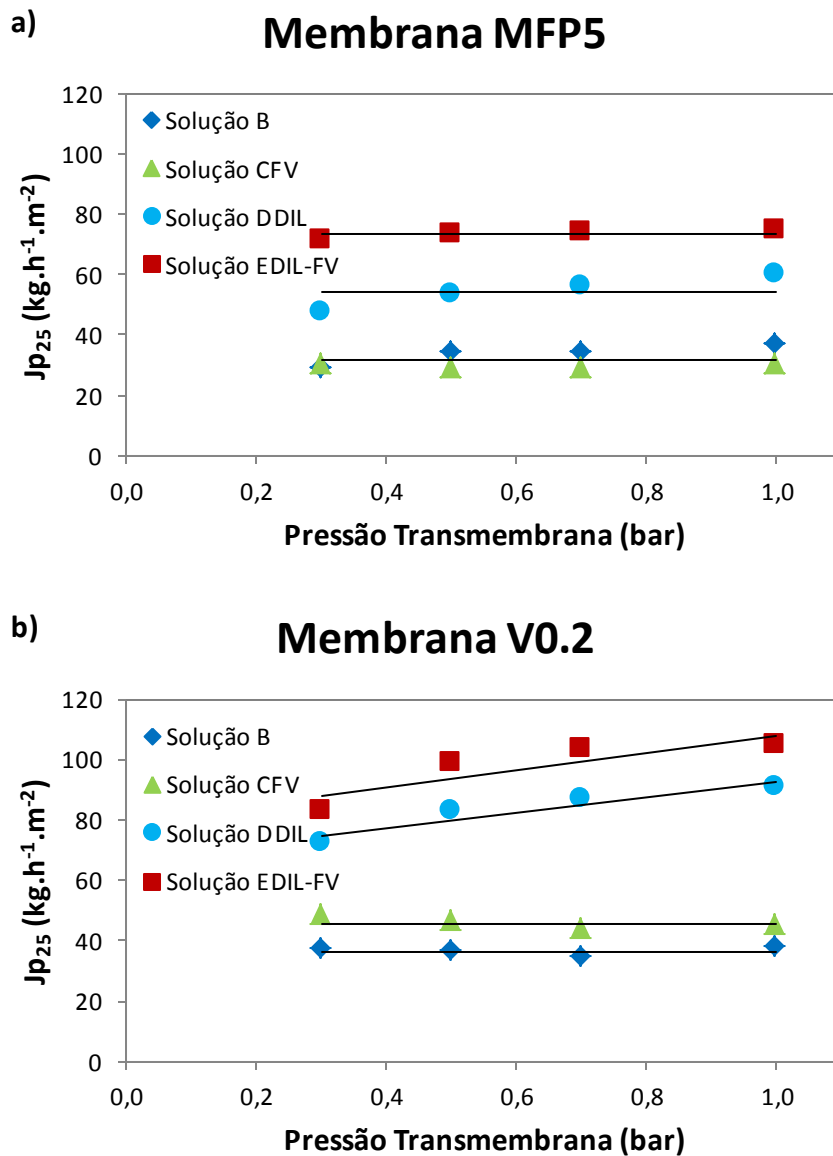 a)
Membrana MFP5
120
100
80
60
40
20
0
Jp₂₅ (kg.h⁻¹.m⁻²)
Solução B
Solução CFV
Solução DDIL
Solução EDIL-FV
0,0 0,2 0,4 0,6 0,8 1,0
Pressão Transmembrana (bar)
b)
Membrana V0.2
120
100
80
60
40
20
0
Jp₂₅ (kg.h⁻¹.m⁻²)
Solução B
Solução CFV
Solução DDIL
Solução EDIL-FV
0,0 0,2 0,4 0,6 0,8 1,0
Pressão Transmembrana (bar)